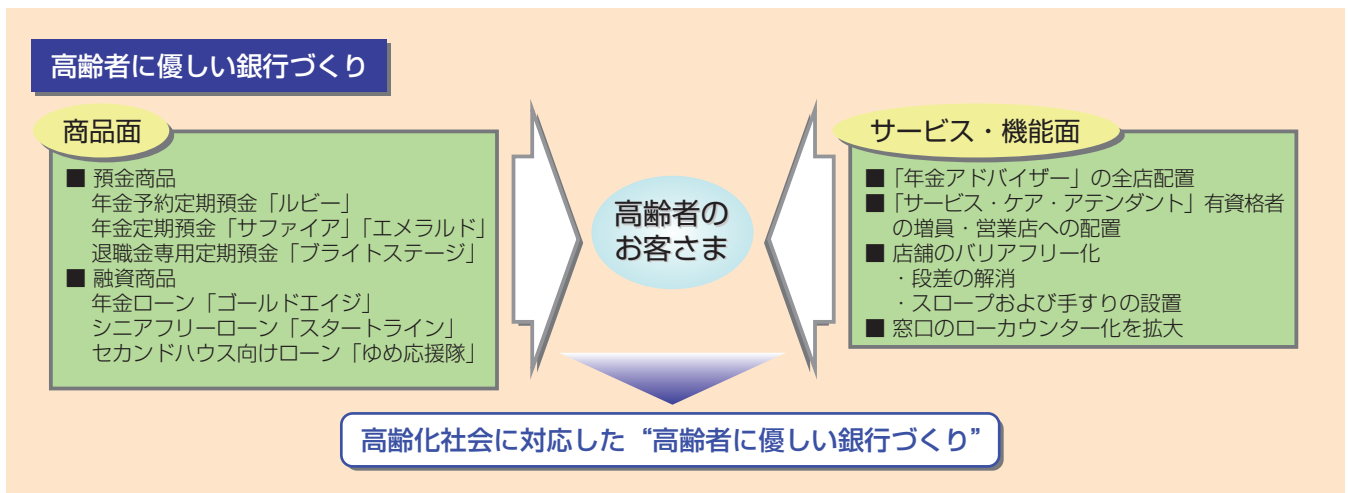 高齢者に優しい銀行づくり
商品面
■ 預金商品
年金予約定期預金「ルビー」
年金定期預金「サファイア」「エメラルド」
退職金専用定期預金「ブライトステージ」
■ 融資商品
年金ローン「ゴールドエイジ」
シニアフリーローン「スタートライン」
セカンドハウス向けローン「ゆめ応援隊」
高齢者の
お客さま
サービス・機能面
■「年金アドバイザー」の全店配置
■「サービス・ケア・アテンダント」有資格者
の増員・営業店への配置
■ 店舗のバリアフリー化
・段差の解消
・スロープおよび手すりの設置
■ 窓口のローカウンター化を拡大
高齢化社会に対応した“高齢者に優しい銀行づくり”